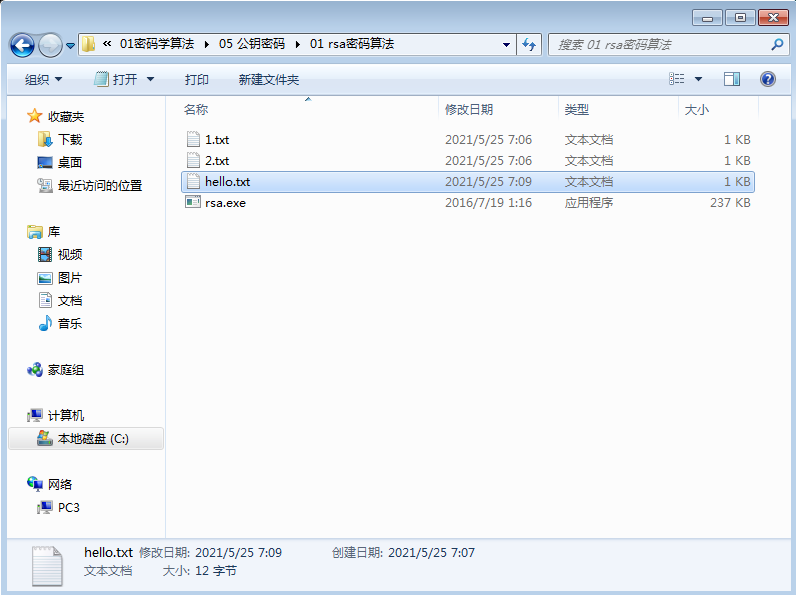 « 01密码学算法 ▸ 05 公钥密码 ▸ 01 rsa密码算法
搜索 01 rsa密码算法
组织 打开 打印 新建文件夹
名称 修改日期 类型 大小
收藏夹
下载
桌面
最近访问的位置
库
视频
图片
文档
音乐
家庭组
计算机
本地磁盘 (C:)
网络
PC3
1.txt 2021/5/25 7:06 文本文档 1 KB
2.txt 2021/5/25 7:06 文本文档 1 KB
hello.txt 2021/5/25 7:09 文本文档 1 KB
rsa.exe 2016/7/19 1:16 应用程序 237 KB
hello.txt 修改日期: 2021/5/25 7:09 创建日期: 2021/5/25 7:07
文本文档 大小: 12 字节